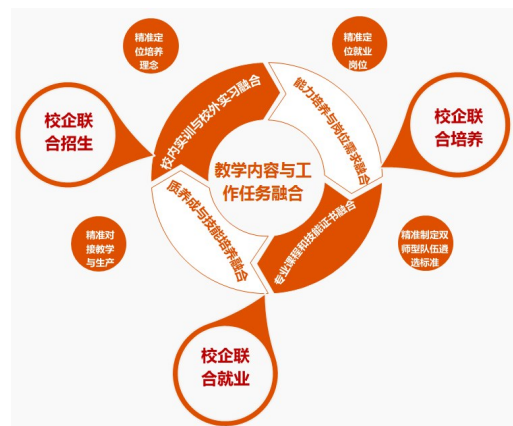 精准定
位培养
理念
精准定
位就业
岗位
校企联
合招生
校内实训与校外实习融合
能力培养与岗位需求融合
校企联
合培养
教学内容与工
作任务融合
质养成与技能培养融合
专业课程和技能证书融合
精准对
接教学
与生产
精准制定双
师型队伍遴
选标准
校企联
合就业